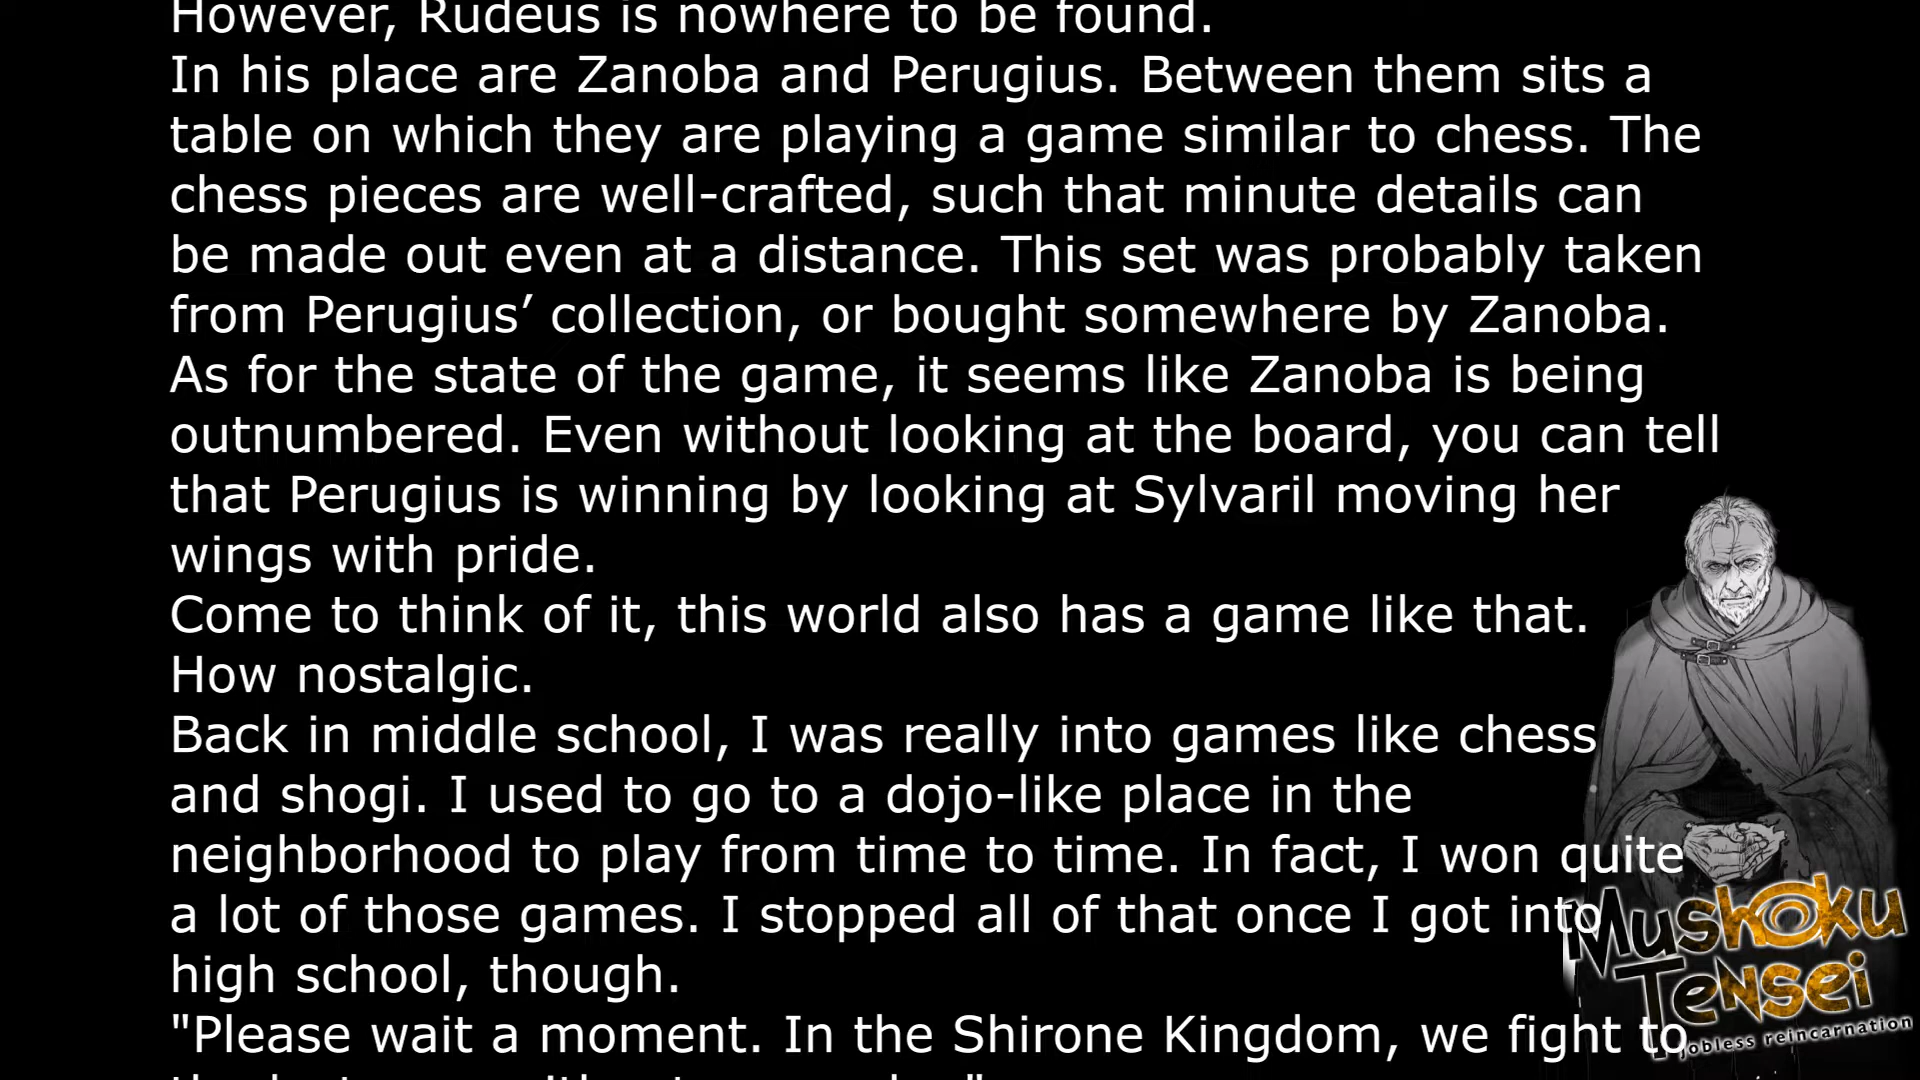 However, Rudeus is nowhere to be found.
In his place are Zanoba and Perugius. Between them sits a
table on which they are playing a game similar to chess. The
chess pieces are well-crafted, such that minute details can
be made out even at a distance. This set was probably taken
from Perugius’ collection, or bought somewhere by Zanoba.
As for the state of the game, it seems like Zanoba is being
outnumbered. Even without looking at the board, you can tell
that Perugius is winning by looking at Sylvaril moving her
wings with pride.
Come to think of it, this world also has a game like that.
How nostalgic.
Back in middle school, I was really into games like chess
and shogi. I used to go to a dojo-like place in the
neighborhood to play from time to time. In fact, I won quite
a lot of those games. I stopped all of that once I got into
high school, though.
"Please wait a moment. In the Shirone Kingdom, we fight to
Mushoku
Tensei
jobless reincarnation